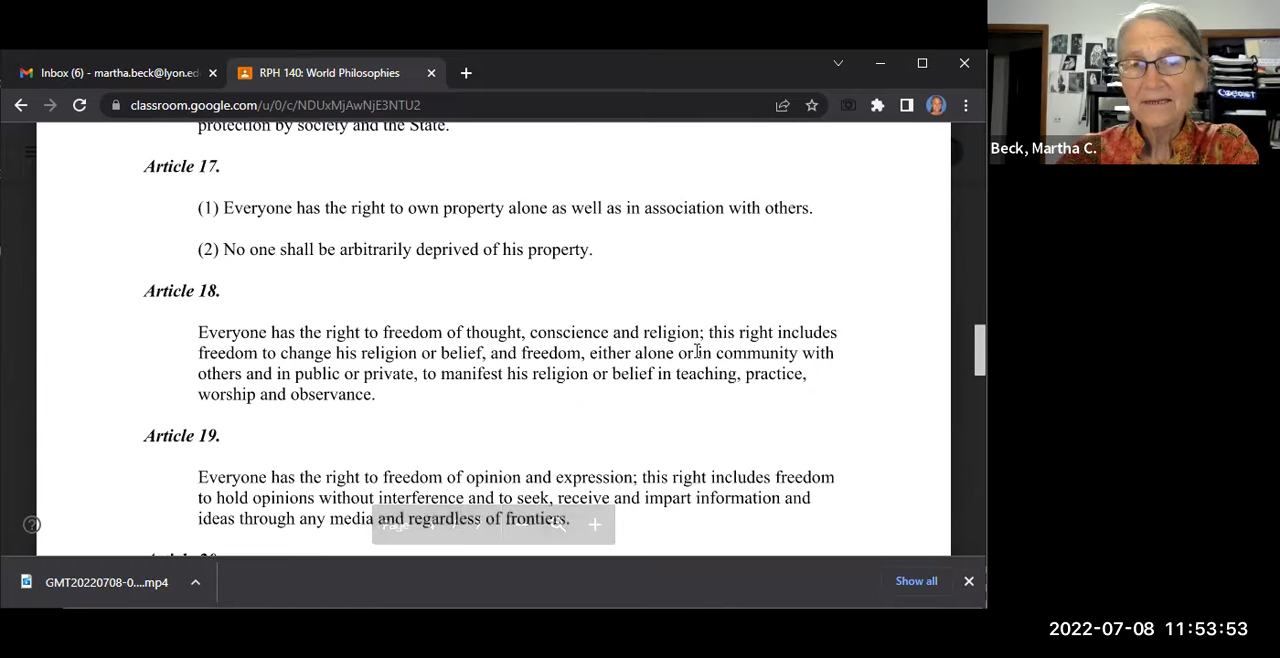 Inbox (6) - martha.beck@lyon.ed
RPH 140: World Philosophies
classroom.google.com/u/0/c/NDUxMjAwNjE3NTU2
Beck, Martha C.
protection by society and the State.
Article 17.
(1) Everyone has the right to own property alone as well as in association with others.
(2) No one shall be arbitrarily deprived of his property.
Article 18.
Everyone has the right to freedom of thought, conscience and religion; this right includes
freedom to change his religion or belief, and freedom, either alone or in community with
others and in public or private, to manifest his religion or belief in teaching, practice,
worship and observance.
Article 19.
Everyone has the right to freedom of opinion and expression; this right includes freedom
to hold opinions without interference and to seek, receive and impart information and
ideas through any media and regardless of frontiers.
Page
Article 20.
GMT20220708-0....mp4
Show all
2022-07-08 11:53:53